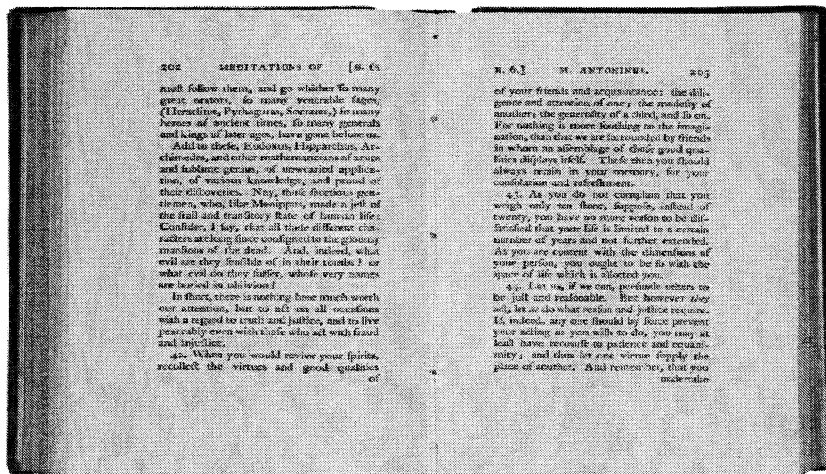 202 MEDITATIONS OF [B. 6.
muſt follow them, and go whither ſo many
great orators, ſo many venerable ſages,
(Heraclitus, Pythagoras, Socrates,) ſo many
heroes of ancient times, ſo many generals
and kings of later ages, have gone before us.
Add to theſe, Eudoxus, Hipparchus, Ar-
chimedes, and other mathematicians of acute
and ſublime genius, of unwearied applica-
tion, of various knowledge, and proud of
their diſcoveries. Nay, thoſe facetious gen-
tlemen, who, like Menippus, made a jeſt of
the frail and tranſitory ſtate of human life:
Conſider, I ſay, that all theſe different cha-
racters are long ſince conſigned to the gloomy
manſions of the dead. And, indeed, what
evil are they ſenſible of in their tombs? or
what evil do they ſuffer, whoſe very names
are buried in oblivion?
In ſhort, there is nothing here much worth
our attention, but to act on all occaſions
with a regard to truth and juſtice, and to live
peaceably even with thoſe who act with fraud
and injuſtice.
42. When you would revive your ſpirits,
recollect the virtues and good qualities
of
B. 6.] M. ANTONINUS. 203
of your friends and acquaintance: the dili-
gence and attention of one; the modeſty of
another; the generoſity of a third, and ſo on.
For nothing is more ſoothing to the imagi-
nation, than that we are ſurrounded by friends
in whom an aſſemblage of theſe good qua-
lities diſplays itſelf. Theſe then you ſhould
always retain in your memory, for your
conſolation and refreſhment.
43. As you do not complain that you
weigh only ten ſtone, ſuppoſe, inſtead of
twenty, you have no more reaſon to be diſ-
ſatisfied that your life is limited to a certain
number of years and not further extended.
As you are content with the dimenſions of
your perſon, you ought to be ſo with the
ſpace of life which is allotted you.
Let us, if we can, perſuade others to
be juſt and reaſonable. But however they
act, let us do what reaſon and juſtice require.
If, indeed, any one ſhould by force prevent
your acting as you wiſh to do, you may at
leaſt have recourſe to patience and equani-
mity; and thus let one virtue ſupply the
place of another. And remember, that you
undertake